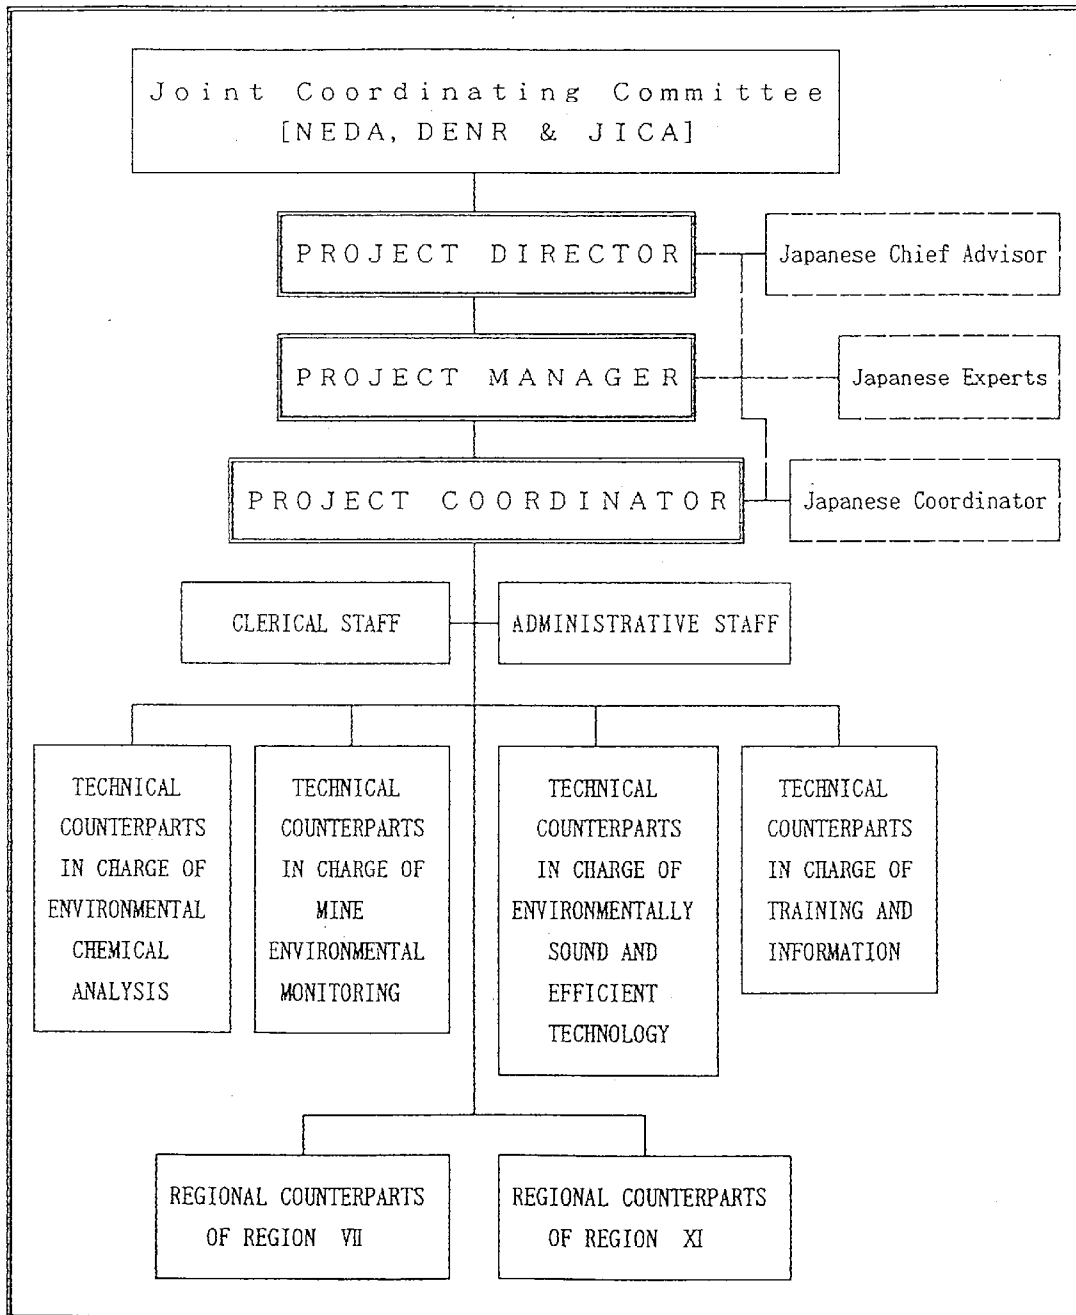 Joint Coordinating Committee
[NEDA, DENR & JICA]
PROJECT DIRECTOR
Japanese Chief Advisor
PROJECT MANAGER
Japanese Experts
PROJECT COORDINATOR
Japanese Coordinator
CLERICAL STAFF
ADMINISTRATIVE STAFF
TECHNICAL
COUNTERPARTS
IN CHARGE OF
ENVIRONMENTAL
CHEMICAL
ANALYSIS
TECHNICAL
COUNTERPARTS
IN CHARGE OF
MINE
ENVIRONMENTAL
MONITORING
TECHNICAL
COUNTERPARTS
IN CHARGE OF
ENVIRONMENTALLY
SOUND AND
EFFICIENT
TECHNOLOGY
TECHNICAL
COUNTERPARTS
IN CHARGE OF
TRAINING AND
INFORMATION
REGIONAL COUNTERPARTS
OF REGION VII
REGIONAL COUNTERPARTS
OF REGION XI